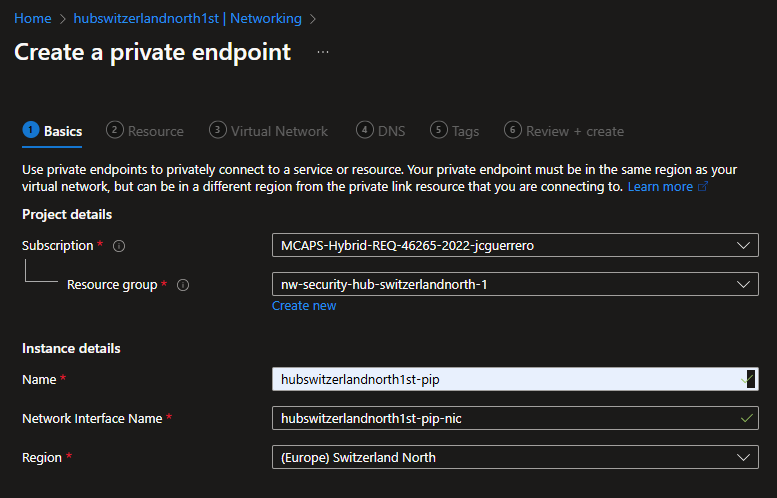 Home > hubswitzerlandnorth1st | Networking >
Create a private endpoint ...
1 Basics 2 Resource 3 Virtual Network 4 DNS 5 Tags 6 Review + create
Use private endpoints to privately connect to a service or resource. Your private endpoint must be in the same region as your
virtual network, but can be in a different region from the private link resource that you are connecting to. Learn more
Project details
Subscription * MCAPS-Hybrid-REQ-46265-2022-jcguerrero
Resource group * nw-security-hub-switzerlandnorth-1
Create new
Instance details
Name * hubswitzerlandnorth1st-pip
Network Interface Name * hubswitzerlandnorth1st-pip-nic
Region * (Europe) Switzerland North